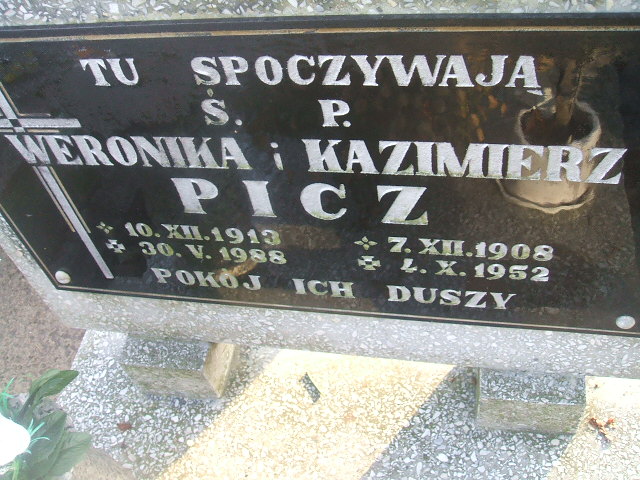 TU SPOCZYWAJĄ
Ś. P.
WERONIKA i KAZIMIERZ
PICZ
10.XII.1913 7.XII.1908
30.V.1988 4.X.1952
POKÓJ ICH DUSZY